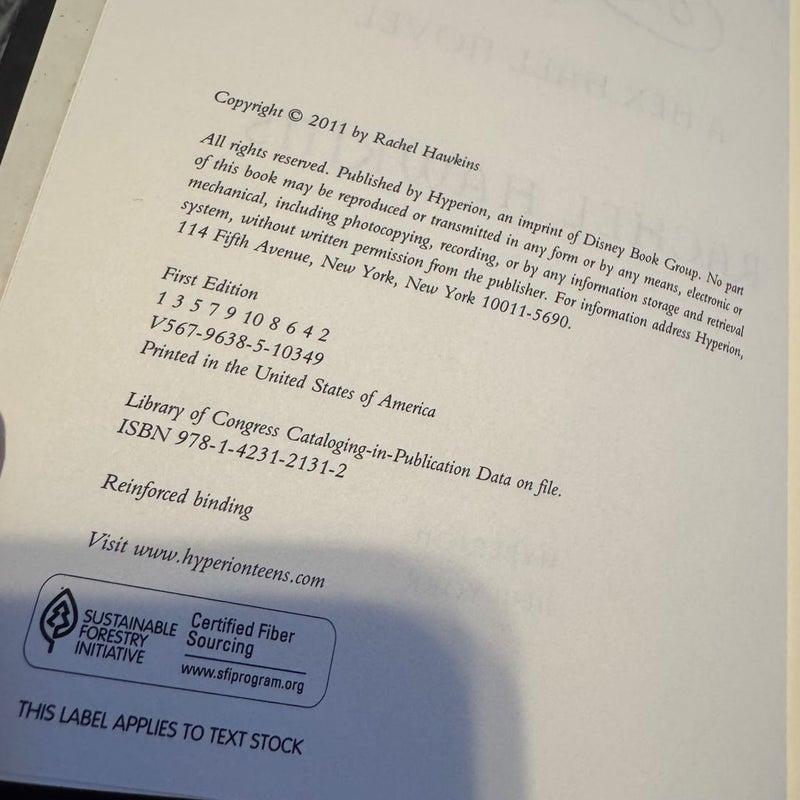 Copyright © 2011 by Rachel Hawkins
All rights reserved. Published by Hyperion, an imprint of Disney Book Group. No part
of this book may be reproduced or transmitted in any form or by any means, electronic or
mechanical, including photocopying, recording, or by any information storage and retrieval
system, without written permission from the publisher. For information address Hyperion,
114 Fifth Avenue, New York, New York 10011-5690.
First Edition
1 3 5 7 9 10 8 6 4 2
V567-9638-5-10349
Printed in the United States of America
Library of Congress Cataloging-in-Publication Data on file.
ISBN 978-1-4231-2131-2
Reinforced binding
Visit www.hyperionteens.com
SUSTAINABLE
FORESTRY
INITIATIVE
Certified Fiber
Sourcing
www.sfiprogram.org
THIS LABEL APPLIES TO TEXT STOCK
A HEX HALL NOVEL
RACHEL HAWKINS